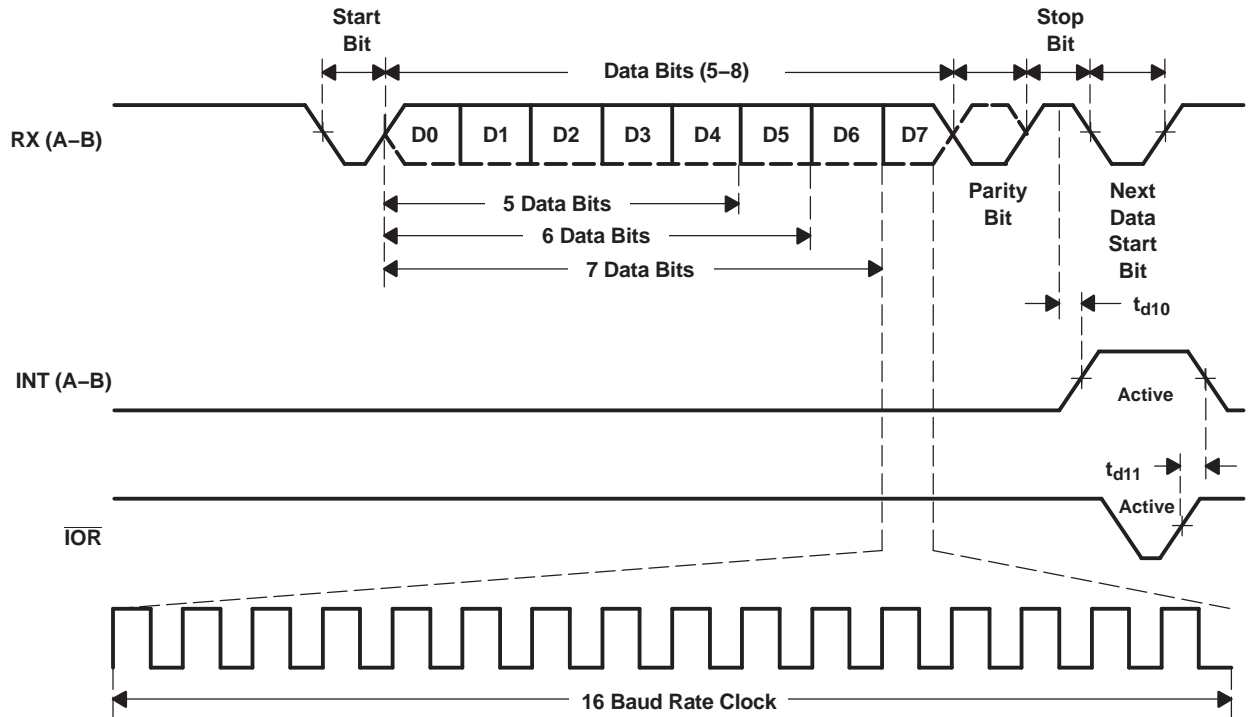 Start
Bit
Stop
Bit
Data Bits (5–8)
RX (A–B)
D0 D1 D2 D3 D4 D5 D6 D7
Parity
Bit
Next
Data
Start
Bit
5 Data Bits
6 Data Bits
7 Data Bits
td10
INT (A–B)
Active
td11
Active
IOR
16 Baud Rate Clock